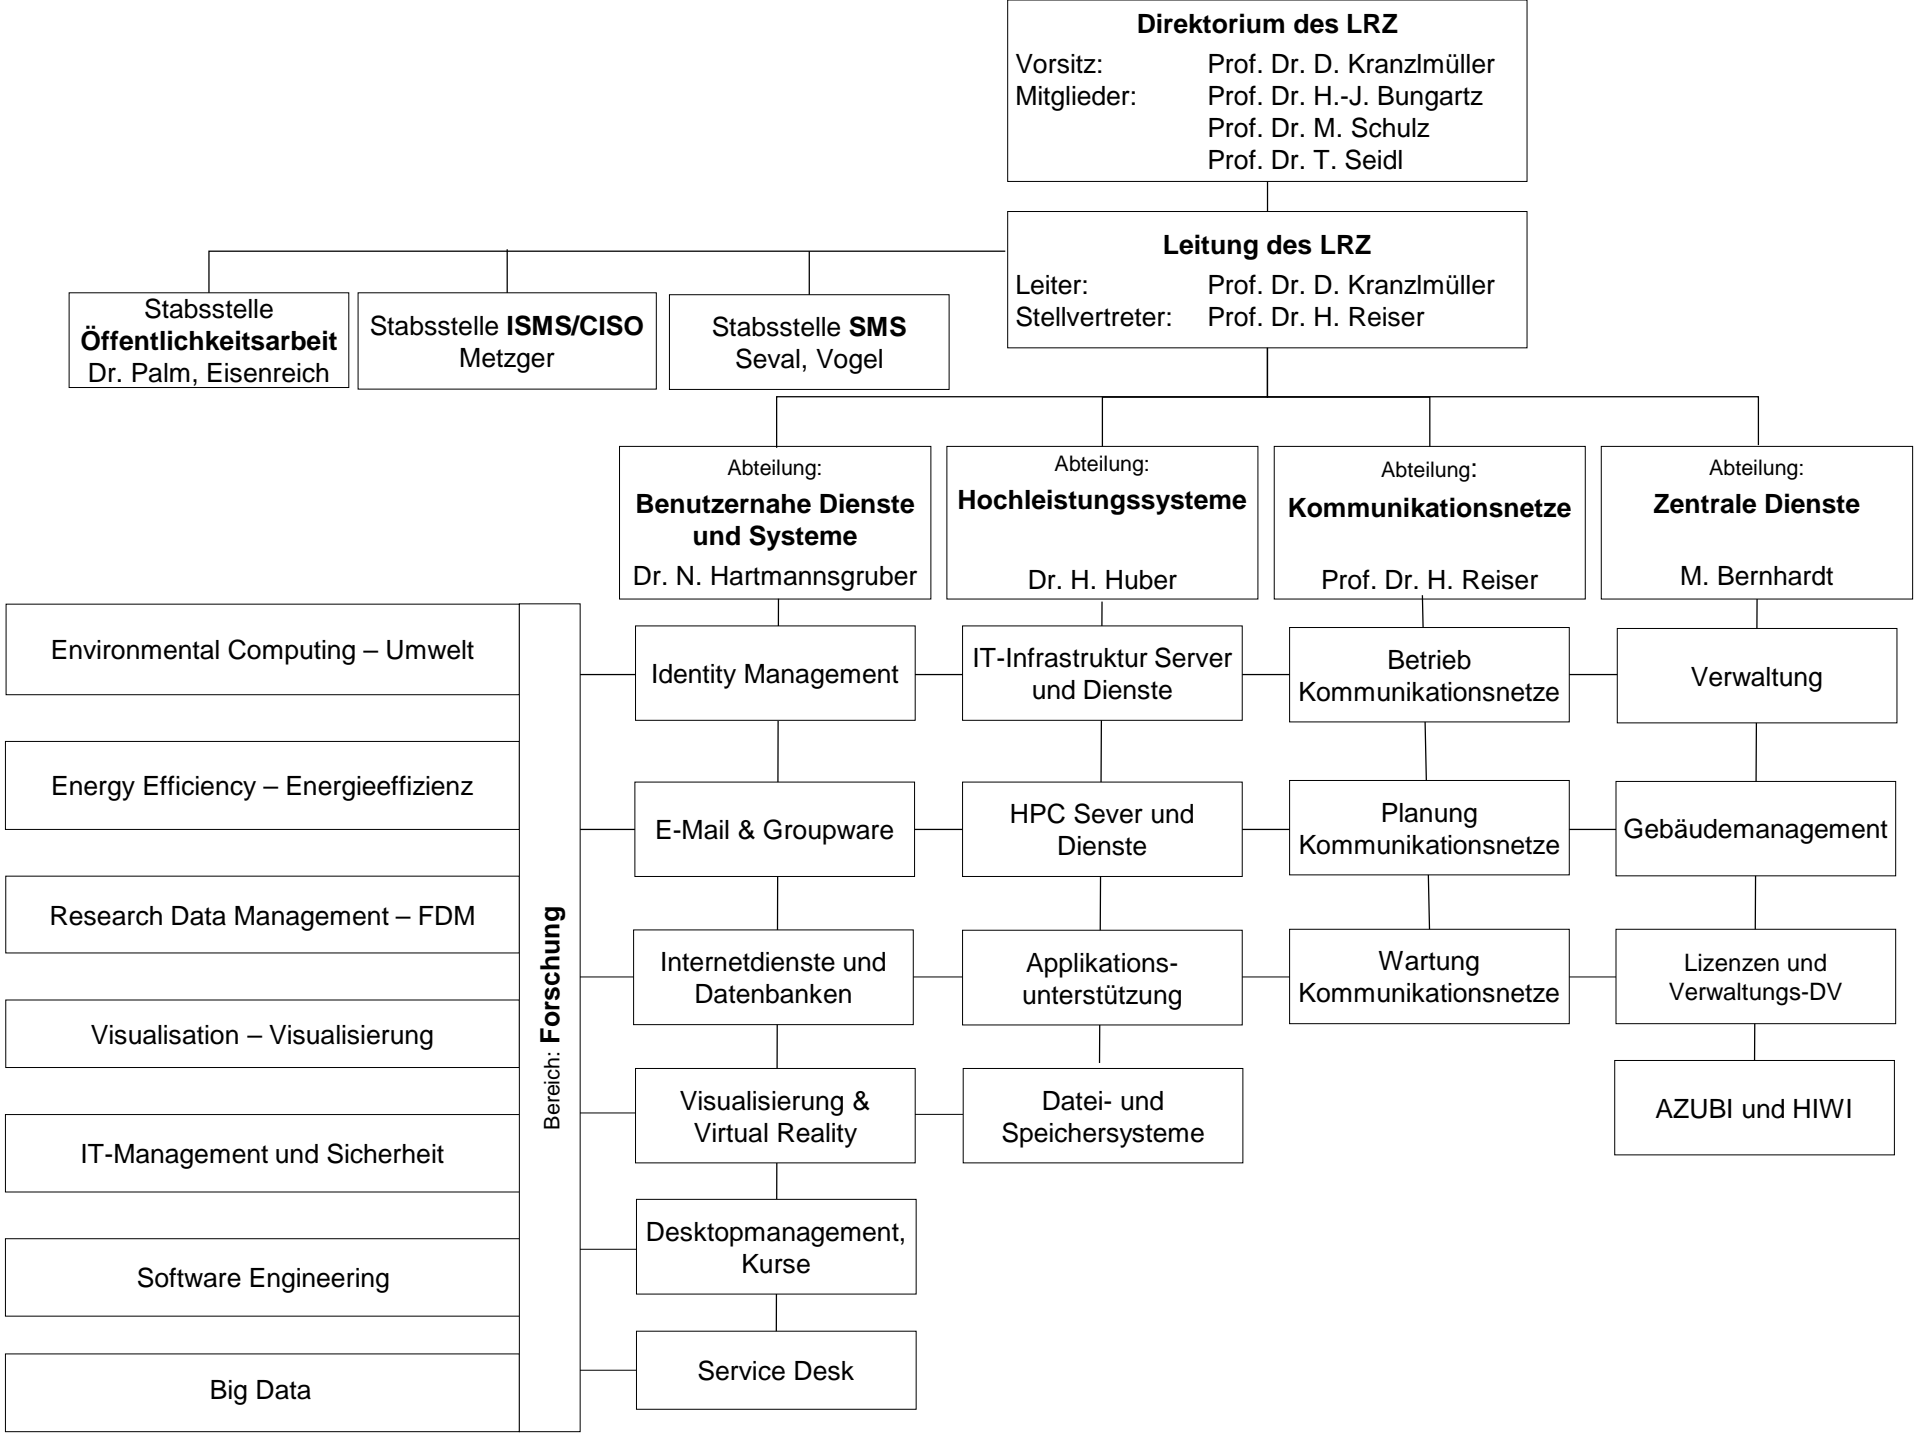 Direktorium des LRZ
Vorsitz: Prof. Dr. D. Kranzlmüller
Mitglieder: Prof. Dr. H.-J. Bungartz
Prof. Dr. M. Schulz
Prof. Dr. T. Seidl
Leitung des LRZ
Leiter: Prof. Dr. D. Kranzlmüller
Stellvertreter: Prof. Dr. H. Reiser
Stabsstelle
Öffentlichkeitsarbeit
Dr. Palm, Eisenreich
Stabsstelle ISMS/CISO
Metzger
Stabsstelle SMS
Seval, Vogel
Abteilung:
Benutzernahe Dienste
und Systeme
Dr. N. Hartmannsgruber
Abteilung:
Hochleistungssysteme
Dr. H. Huber
Abteilung:
Kommunikationsnetze
Prof. Dr. H. Reiser
Abteilung:
Zentrale Dienste
M. Bernhardt
Environmental Computing – Umwelt
Energy Efficiency – Energieeffizienz
Research Data Management – FDM
Visualisation – Visualisierung
IT-Management und Sicherheit
Software Engineering
Big Data
Bereich: Forschung
Identity Management
E-Mail & Groupware
Internetdienste und
Datenbanken
Visualisierung &
Virtual Reality
Desktopmanagement,
Kurse
Service Desk
IT-Infrastruktur Server
und Dienste
HPC Sever und
Dienste
Applikations-
unterstützung
Datei- und
Speichersysteme
Betrieb
Kommunikationsnetze
Planung
Kommunikationsnetze
Wartung
Kommunikationsnetze
Verwaltung
Gebäudemanagement
Lizenzen und
Verwaltungs-DV
AZUBI und HIWI